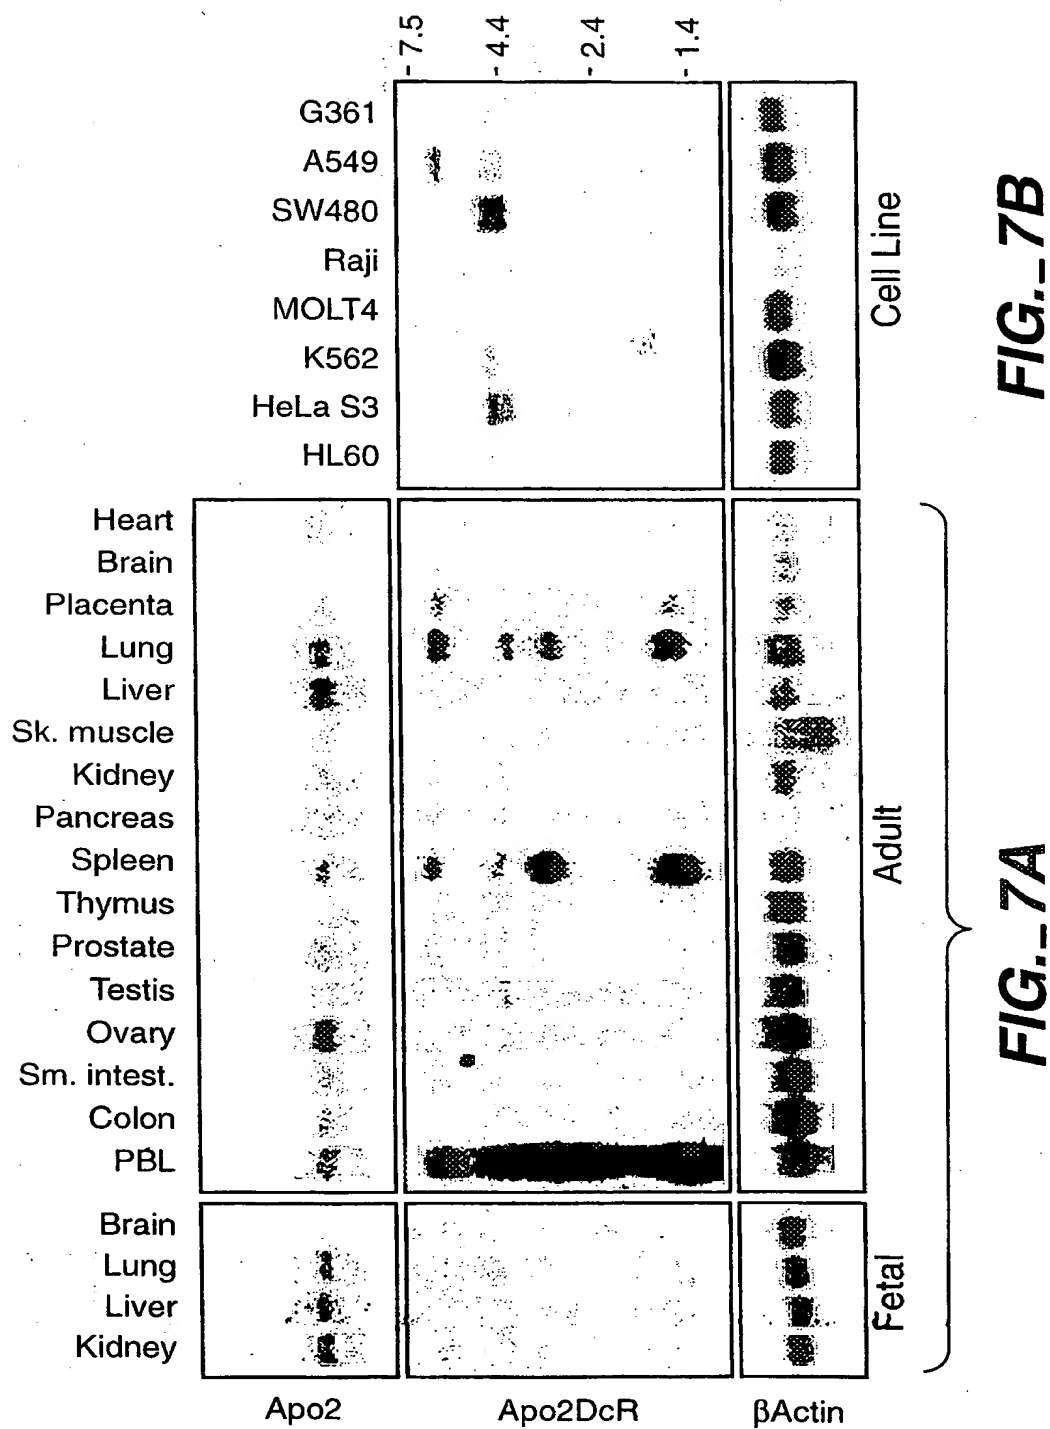 - 7.5
- 4.4
- 2.4
- 1.4
G361
A549
SW480
Raji
MOLT4
K562
HeLa S3
HL60
Cell Line
FIG._7B
Heart
Brain
Placenta
Lung
Liver
Sk. muscle
Kidney
Pancreas
Spleen
Thymus
Prostate
Testis
Ovary
Sm. intest.
Colon
PBL
Adult
Brain
Lung
Liver
Kidney
Fetal
Apo2
Apo2DcR
βActin
FIG._7A